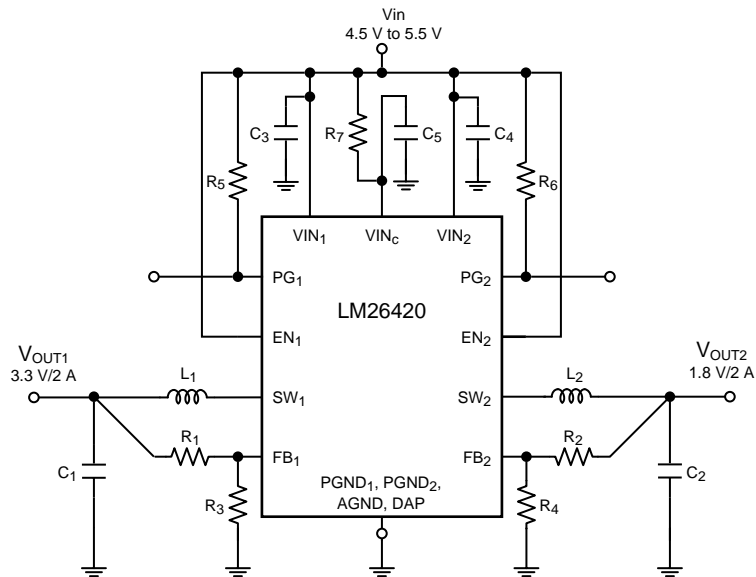 Vin
4.5 V to 5.5 V
C3
R7
C5
C4
R5
R6
VIN1
VINc
VIN2
PG1
PG2
LM26420
EN1
EN2
VOUT1
3.3 V/2 A
L1
SW1
SW2
L2
VOUT2
1.8 V/2 A
R1
FB1
FB2
R2
C1
R3
PGND1, PGND2,
AGND, DAP
R4
C2